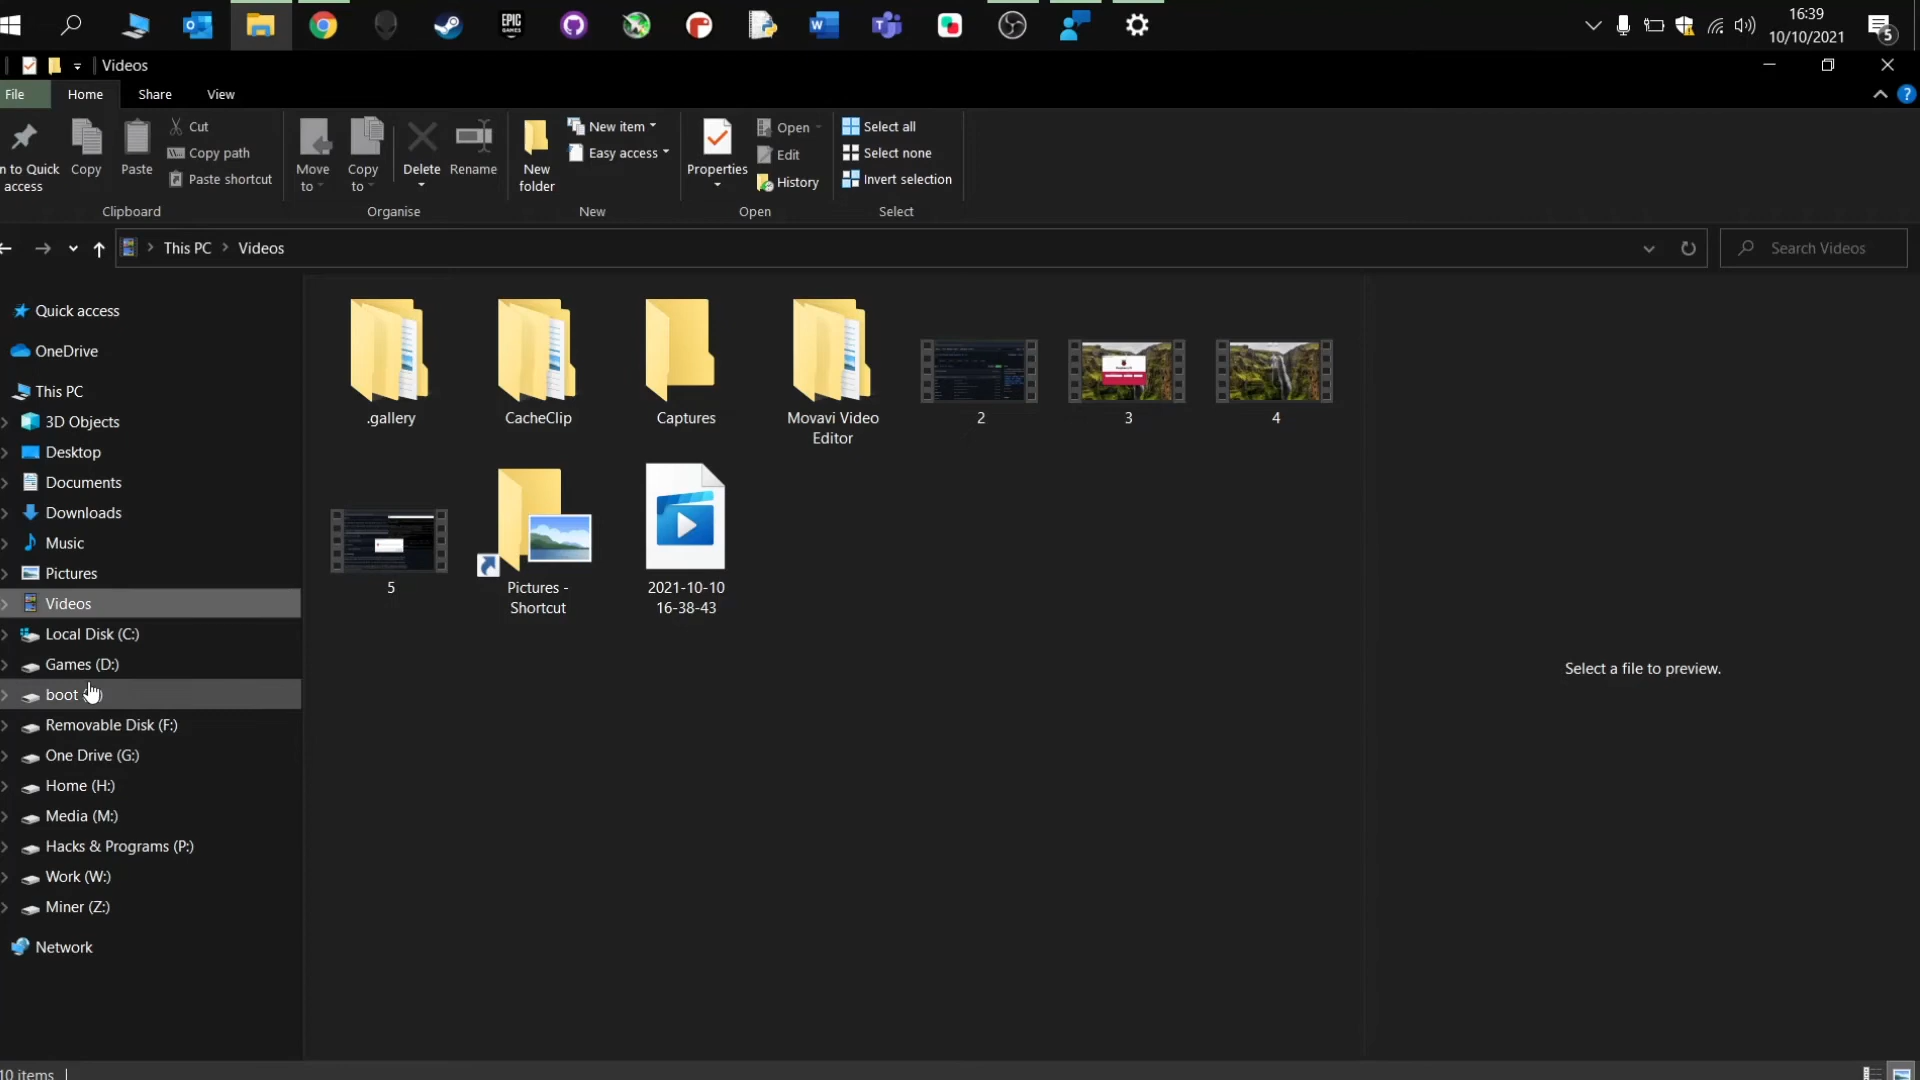 EPIC
GAMES
16:39
10/10/2021
5
Videos
File
Home
Share
View
n to Quick
access
Copy
Paste
Cut
Copy path
Paste shortcut
Move
to
Copy
to
Delete
Rename
New
folder
New item
Easy access
Properties
Open
Edit
History
Select all
Select none
Invert selection
Clipboard
Organise
New
Open
Select
This PC
Videos
Search Videos
Quick access
OneDrive
This PC
3D Objects
Desktop
Documents
Downloads
Music
Pictures
Videos
Local Disk (C:)
Games (D:)
boot
Removable Disk (F:)
One Drive (G:)
Home (H:)
Media (M:)
Hacks & Programs (P:)
Work (W:)
Miner (Z:)
Network
.gallery
CacheClip
Captures
Movavi Video
Editor
2
3
4
5
Pictures -
Shortcut
2021-10-10
16-38-43
Select a file to preview.
10 items